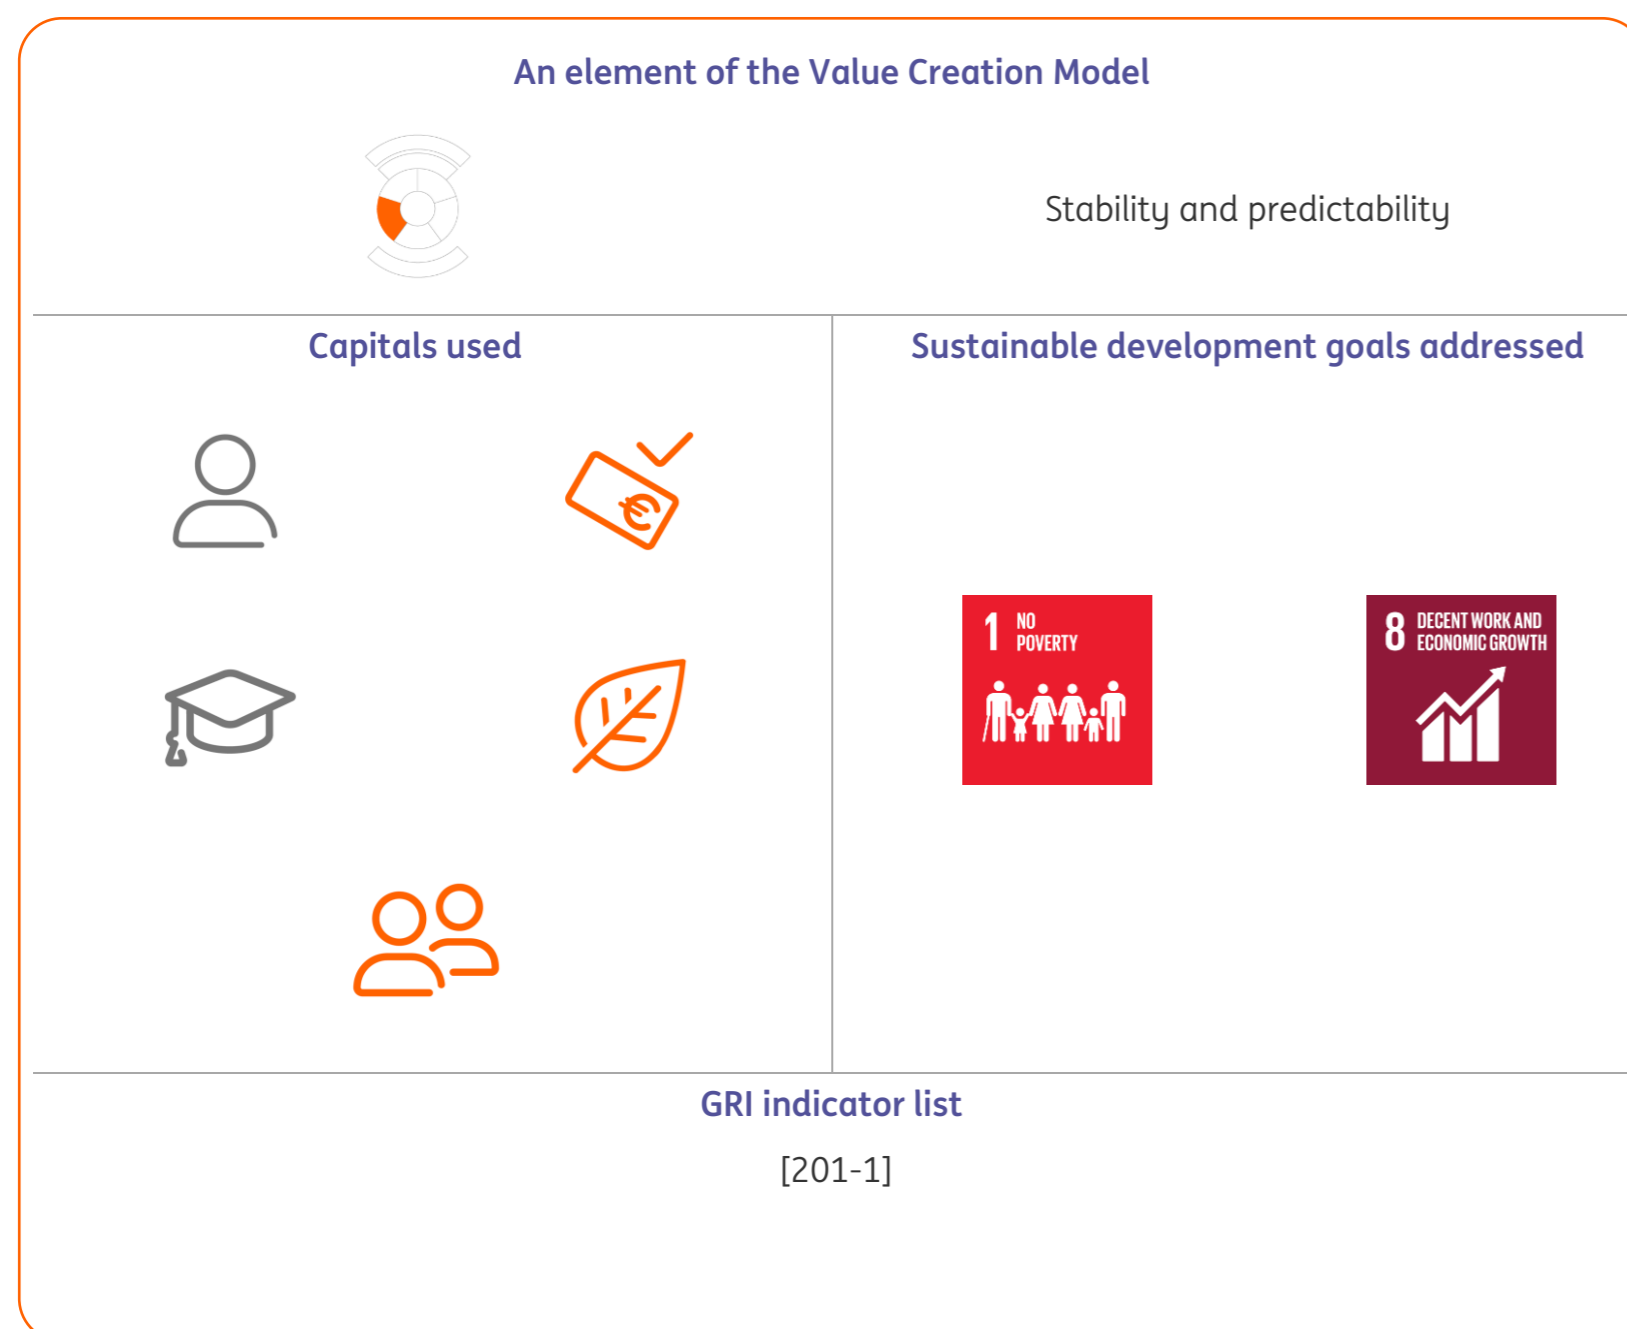 An element of the Value Creation Model
Stability and predictability
Capitals used
Sustainable development goals addressed
€
1 NO
POVERTY
8 DECENT WORK AND
ECONOMIC GROWTH
GRI indicator list
[201-1]